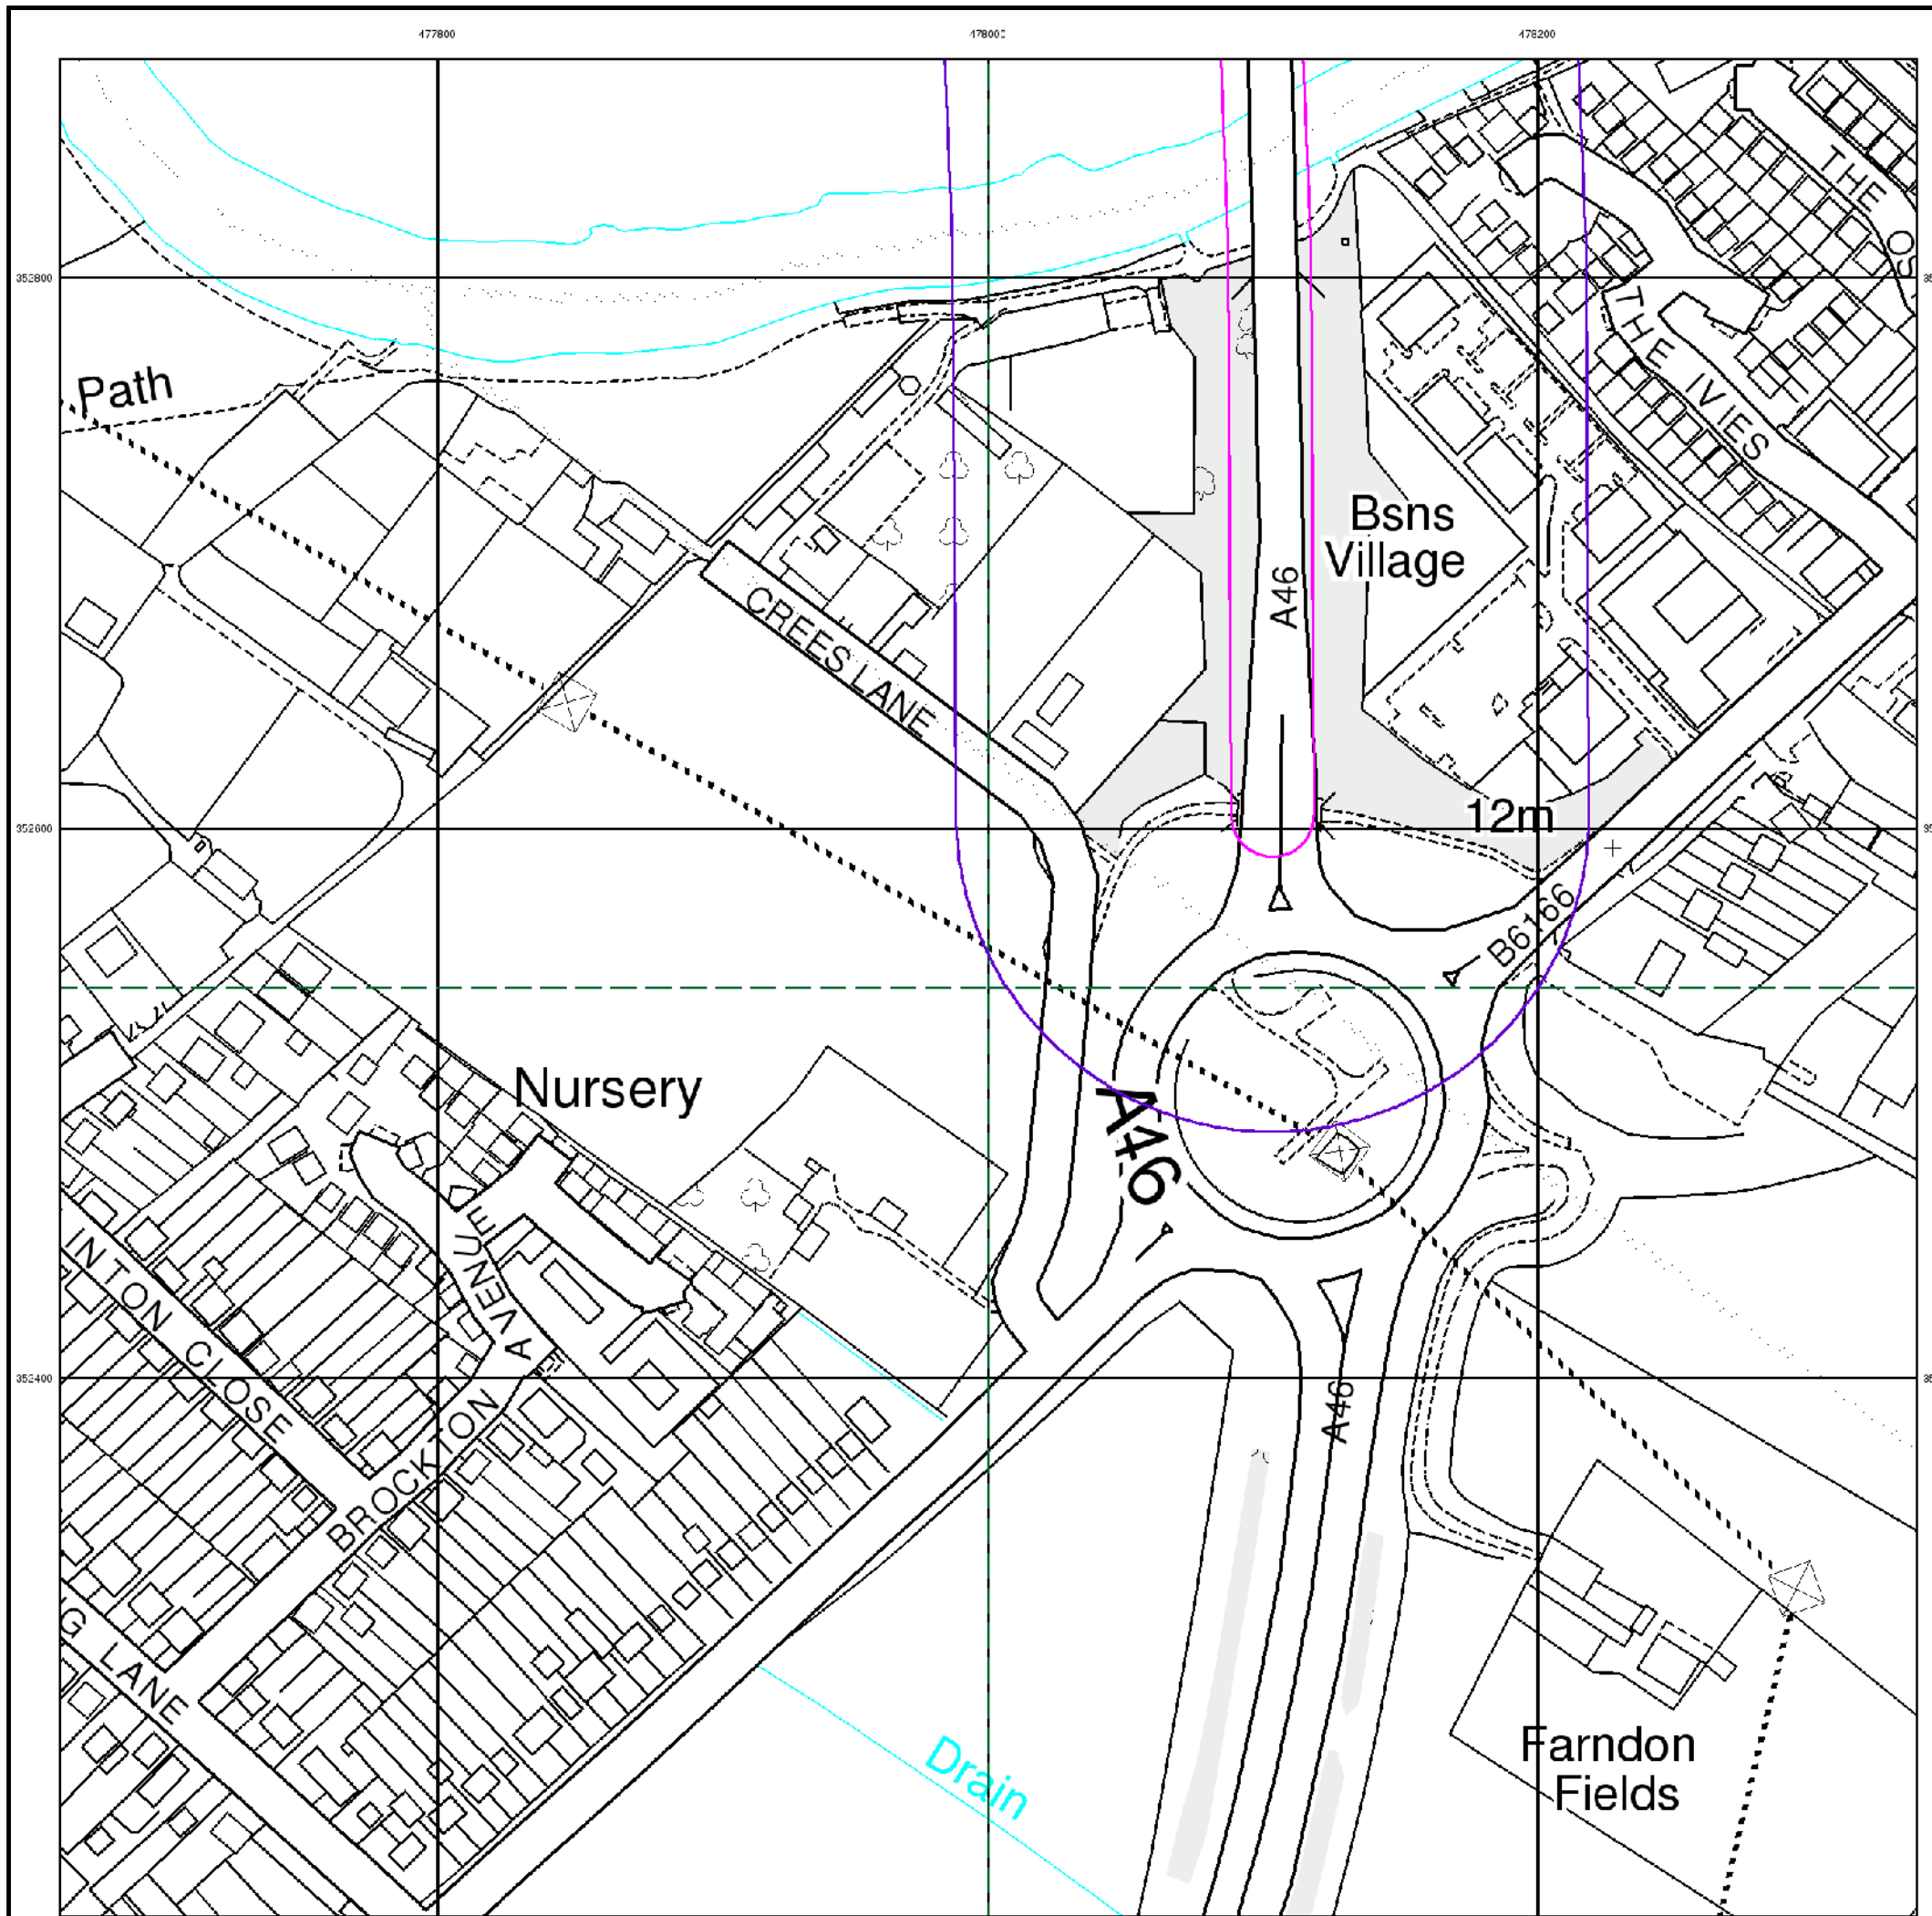 477800
478000
478200
352800
352600
352400
THE OS
THE IVIES
Path
Bsns
Village
A46
CREES LANE
12m
B6166
Nursery
A46
AVENUE
INTON CLOSE
BROCKTON
A46
G LANE
Drain
Farndon
Fields